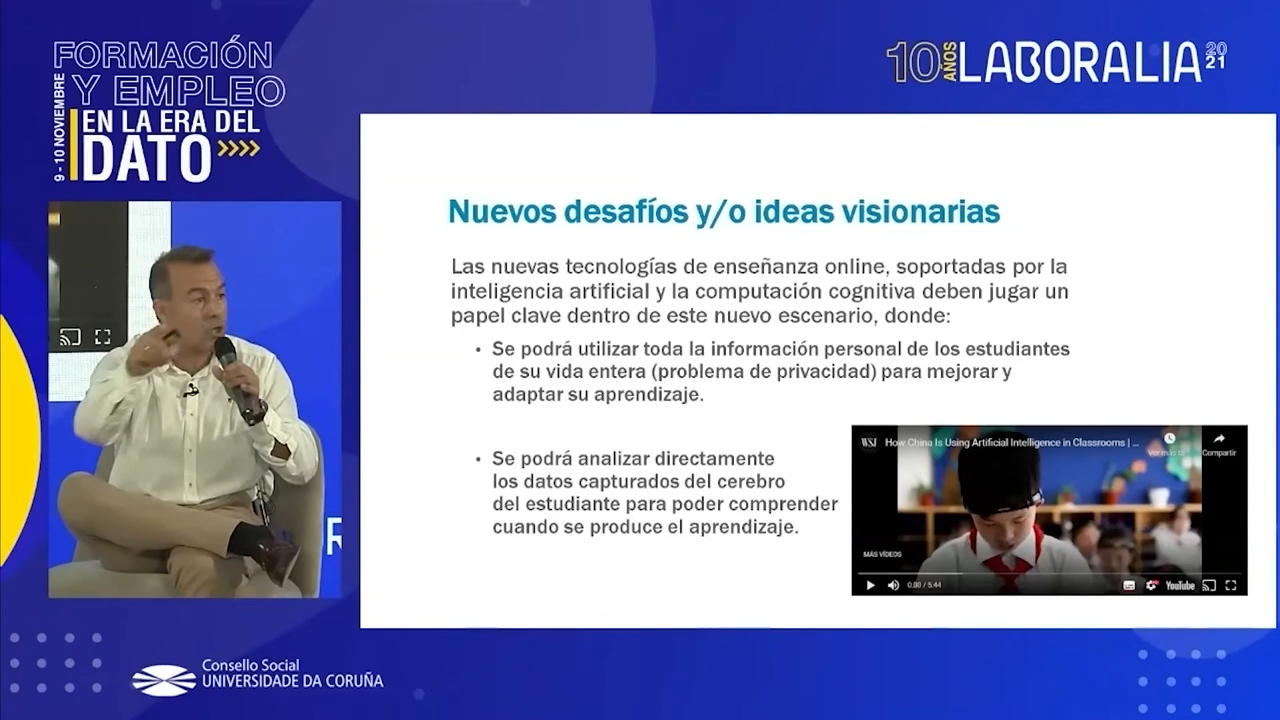 FORMACIÓN
Y EMPLEO
EN LA ERA DEL
DATO
9 - 10 NOVIEMBRE
10 AÑOS LABORALIA 2021
Nuevos desafíos y/o ideas visionarias
Las nuevas tecnologías de enseñanza online, soportadas por la
inteligencia artificial y la computación cognitiva deben jugar un
papel clave dentro de este nuevo escenario, donde:
• Se podrá utilizar toda la información personal de los estudiantes
de su vida entera (problema de privacidad) para mejorar y
adaptar su aprendizaje.
• Se podrá analizar directamente
los datos capturados del cerebro
del estudiante para poder comprender
cuando se produce el aprendizaje.
WSJ How China Is Using Artificial Intelligence in Classrooms | ...
Ver más ta
Compartir
MÁS VÍDEOS
0:00 / 5:44
YouTube
R
Consello Social
UNIVERSIDADE DA CORUÑA